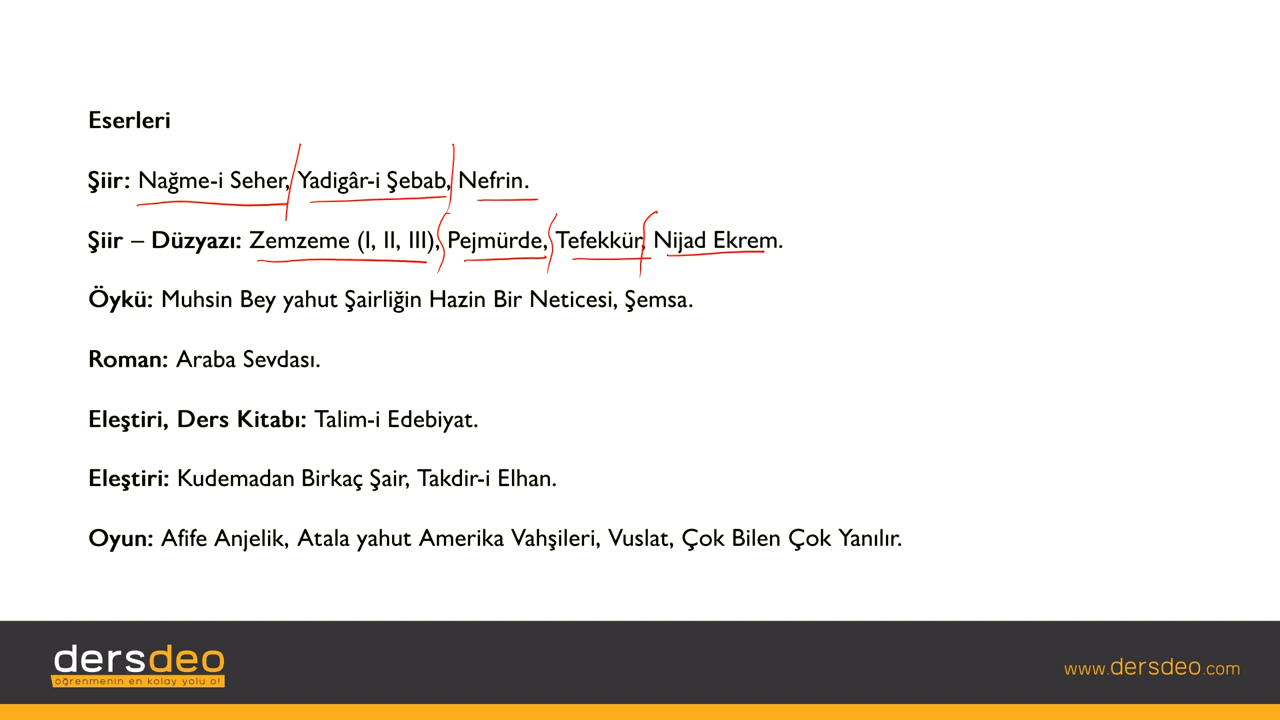 Eserleri
Şiir: Nağme-i Seher, Yadigâr-i Şebab, Nefrin.
Şiir – Düzyazı: Zemzeme (I, II, III), Pejmürde, Tefekkür, Nijad Ekrem.
Öykü: Muhsin Bey yahut Şairliğin Hazin Bir Neticesi, Şemsa.
Roman: Araba Sevdası.
Eleştiri, Ders Kitabı: Talim-i Edebiyat.
Eleştiri: Kudemadan Birkaç Şair, Takdir-i Elhan.
Oyun: Afife Anjelik, Atala yahut Amerika Vahşileri, Vuslat, Çok Bilen Çok Yanılır.
dersdeo
öğrenmenin en kolay yolu o!
www.dersdeo.com